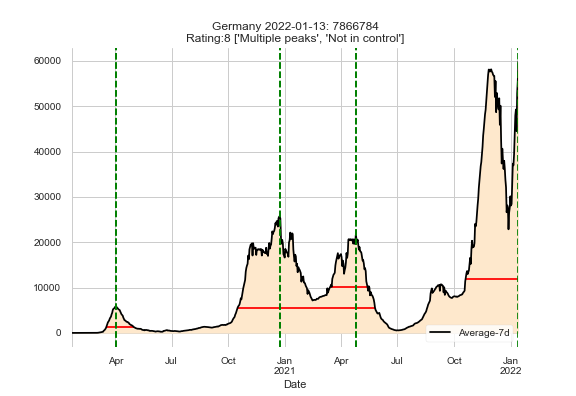 Germany 2022-01-13: 7866784
Rating:8 ['Multiple peaks', 'Not in control']
60000
50000
40000
30000
20000
10000
0
Average-7d
Apr Jul Oct Jan Apr Jul Oct Jan
2021 2022
Date